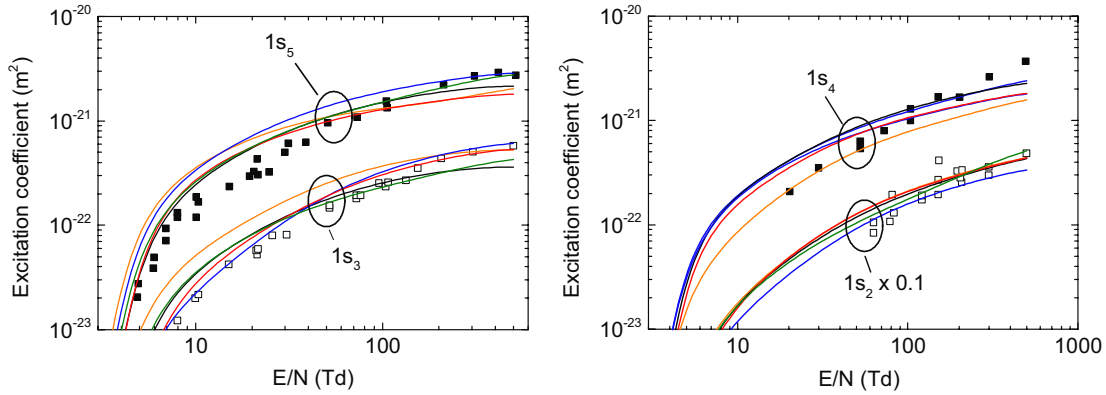 Excitation coefficient (m²)
10⁻²⁰
10⁻²¹
10⁻²²
10⁻²³
1s₅
1s₃
10
100
E/N (Td)
Excitation coefficient (m²)
10⁻²⁰
10⁻²¹
10⁻²²
10⁻²³
1s₄
1s₂ x 0.1
10
100
1000
E/N (Td)